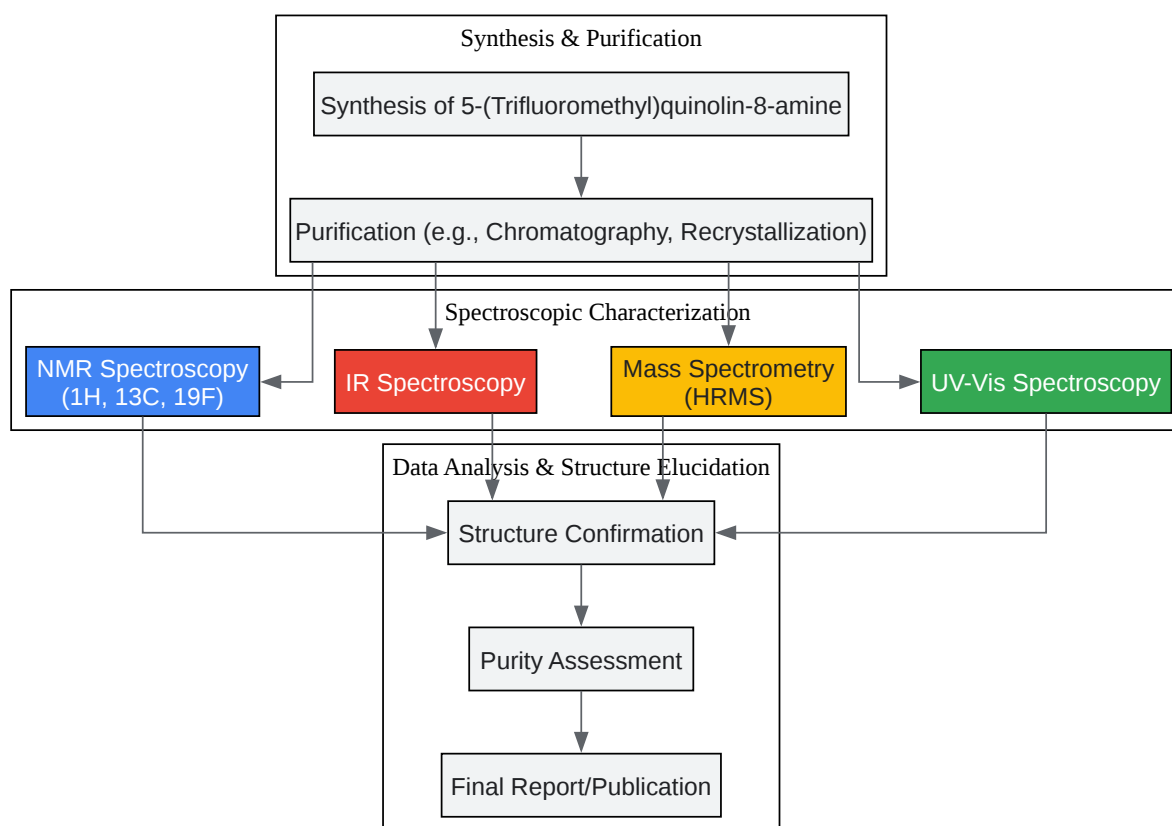 Synthesis & Purification
Synthesis of 5-(Trifluoromethyl)quinolin-8-amine
Purification (e.g., Chromatography, Recrystallization)
Spectroscopic Characterization
NMR Spectroscopy
(1H, 13C, 19F)
IR Spectroscopy
Mass Spectrometry
(HRMS)
UV-Vis Spectroscopy
Data Analysis & Structure Elucidation
Structure Confirmation
Purity Assessment
Final Report/Publication